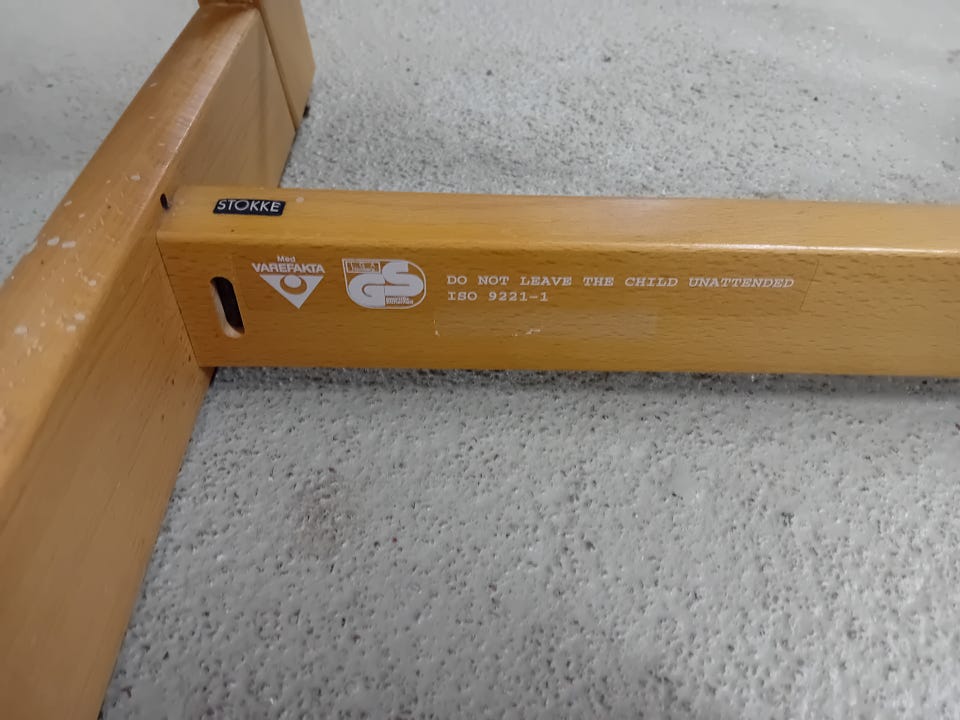 STOKKE
Med
VAREFAKTA
GS
DO NOT LEAVE THE CHILD UNATTENDED
ISO 9221-1